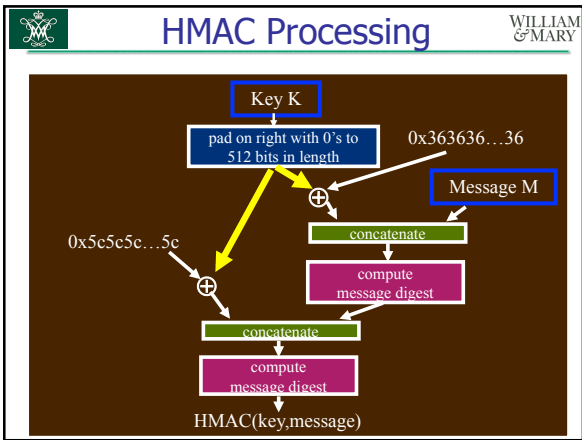 HMAC Processing
WILLIAM
& MARY
Key K
pad on right with 0's to
512 bits in length
0x363636…36
Message M
concatenate
0x5c5c5c…5c
compute
message digest
concatenate
compute
message digest
HMAC(key,message)